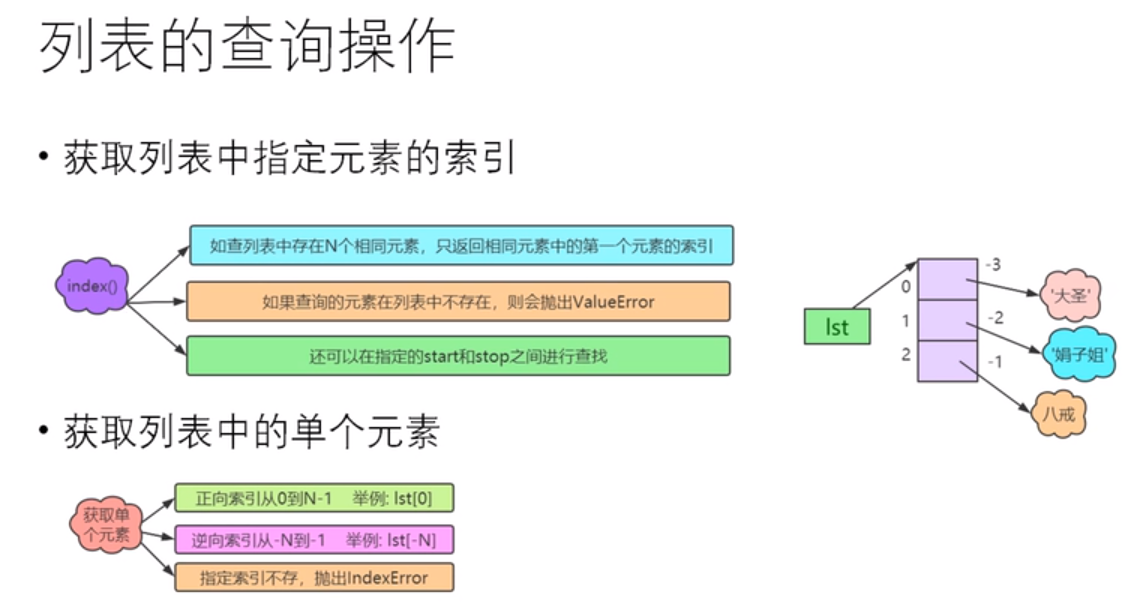 列表的查询操作
• 获取列表中指定元素的索引
index()
如查列表中存在N个相同元素，只返回相同元素中的第一个元素的索引
如果查询的元素在列表中不存在，则会抛出ValueError
还可以在指定的start和stop之间进行查找
lst
0
1
2
-3
-2
-1
'大圣'
'娟子姐'
八戒
• 获取列表中的单个元素
获取单
个元素
正向索引从0到N-1 举例: lst[0]
逆向索引从-N到-1 举例: lst[-N]
指定索引不存，抛出IndexError